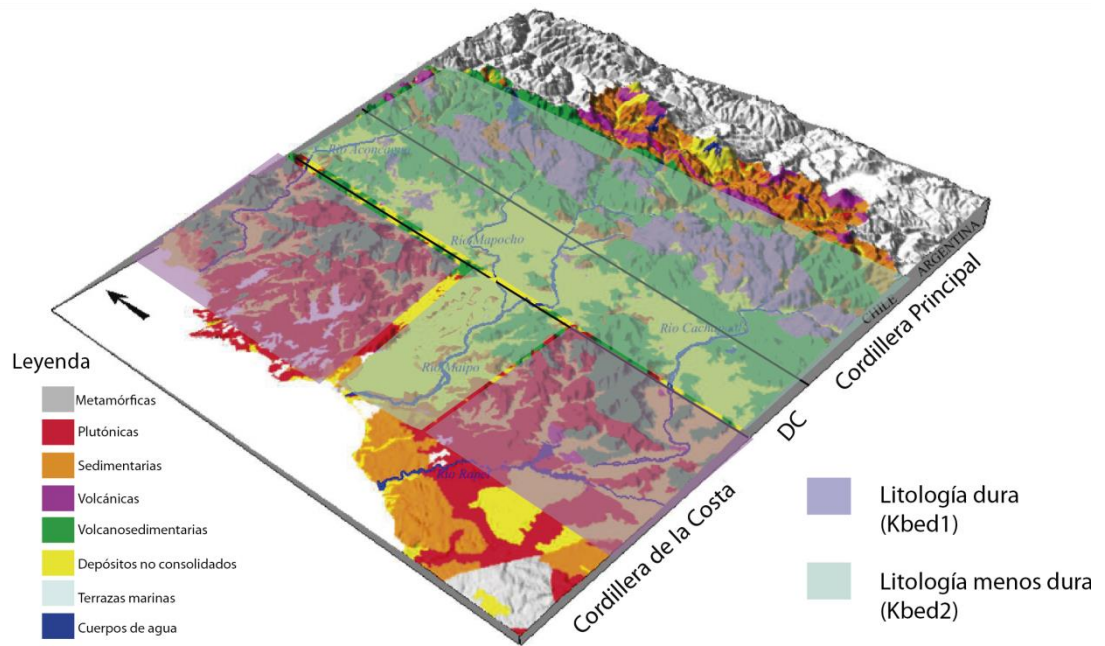 Río Aconcagua
Río Mapocho
Río Maipo
Río
Río Rapel
ARGENTINA
CHILE
Cordillera Principal
DC
Cordillera de la Costa
Leyenda
Metamórficas
Plutónicas
Sedimentarias
Volcánicas
Volcanosedimentarias
Depósitos no consolidados
Terrazas marinas
Cuerpos de agua
Litología dura
(Kbed1)
Litología menos dura
(Kbed2)